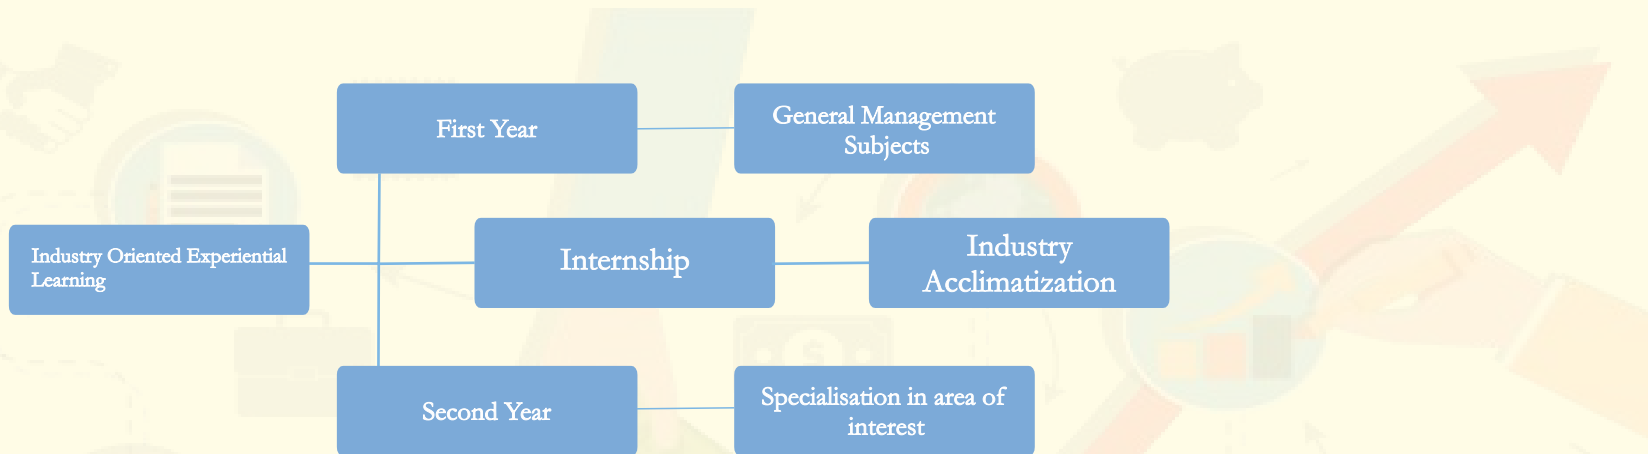 First Year
General Management
Subjects
Industry Oriented Experiential
Learning
Internship
Industry
Acclimatization
Second Year
Specialisation in area of
interest